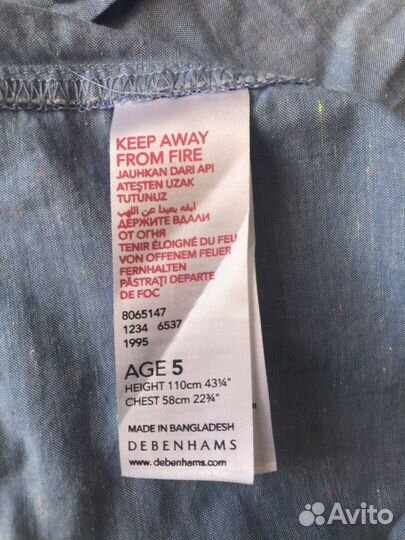 KEEP AWAY
FROM FIRE
JAUHKAN DARI API
ATEŞTEN UZAK
TUTUNUZ
ابقه بعيدا عن اللهب
ДЕРЖИТЕ ВДАЛИ
ОТ ОГНЯ
TENIR ÉLOIGNÉ DU FEU
VON OFFENEM FEUER
FERNHALTEN
PĂSTRAȚI DEPARTE
DE FOC
8065147
1234 6537
1995
AGE 5
HEIGHT 110cm 43¼"
CHEST 58cm 22¾"
MADE IN BANGLADESH
DEBENHAMS
www.debenhams.com
Avito